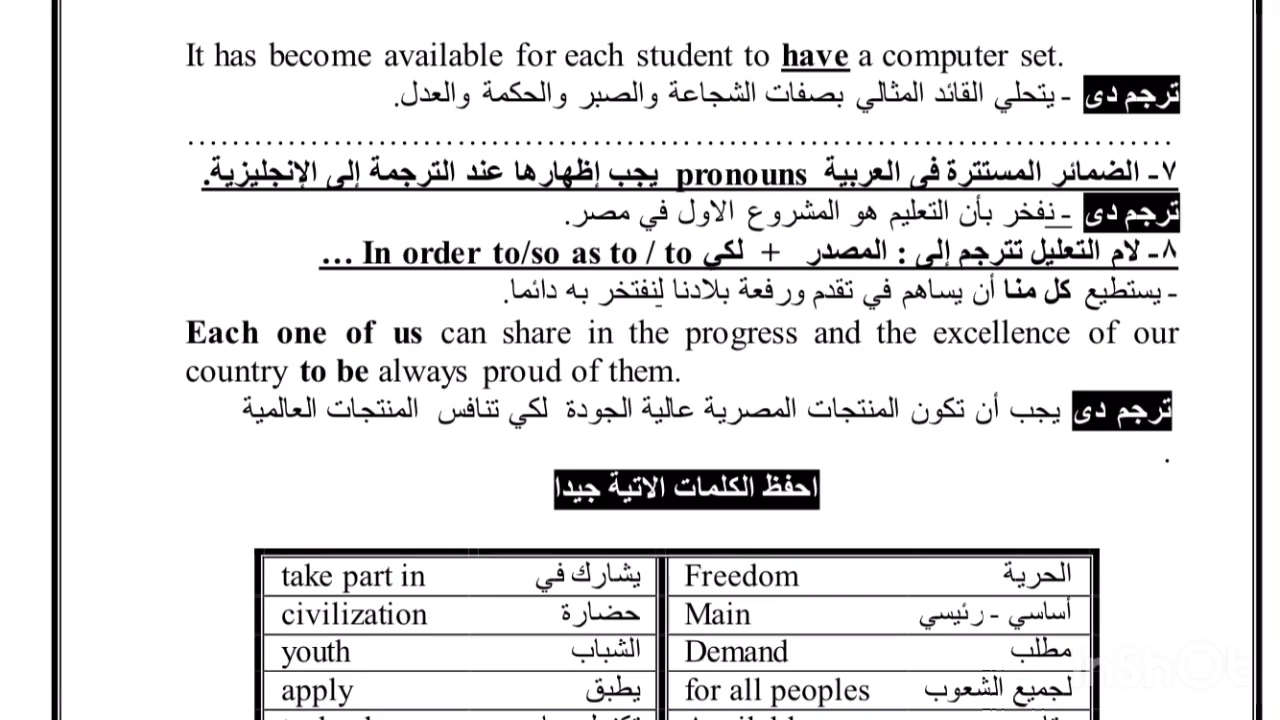 It has become available for each student to have a computer set.
ترجم دى - يتحلي القائد المثالي بصفات الشجاعة والصبر والحكمة والعدل.
................................................................................
٧- الضمائر المستترة فى العربية pronouns يجب إظهارها عند الترجمة إلى الإنجليزية.
ترجم دى - نفخر بأن التعليم هو المشروع الاول في مصر.
٨- لام التعليل تترجم إلى : المصدر + لكي In order to/so as to / to ...
- يستطيع كل منا أن يساهم في تقدم ورفعة بلادنا لنفتخر به دائما.
Each one of us can share in the progress and the excellence of our
country to be always proud of them.
ترجم دى يجب أن تكون المنتجات المصرية عالية الجودة لكي تنافس المنتجات العالمية
.
احفظ الكلمات الاتية جيدا
take part in يشارك في Freedom الحرية
civilization حضارة Main أساسي - رئيسي
youth الشباب Demand مطلب
apply يطبق for all peoples لجميع الشعوب